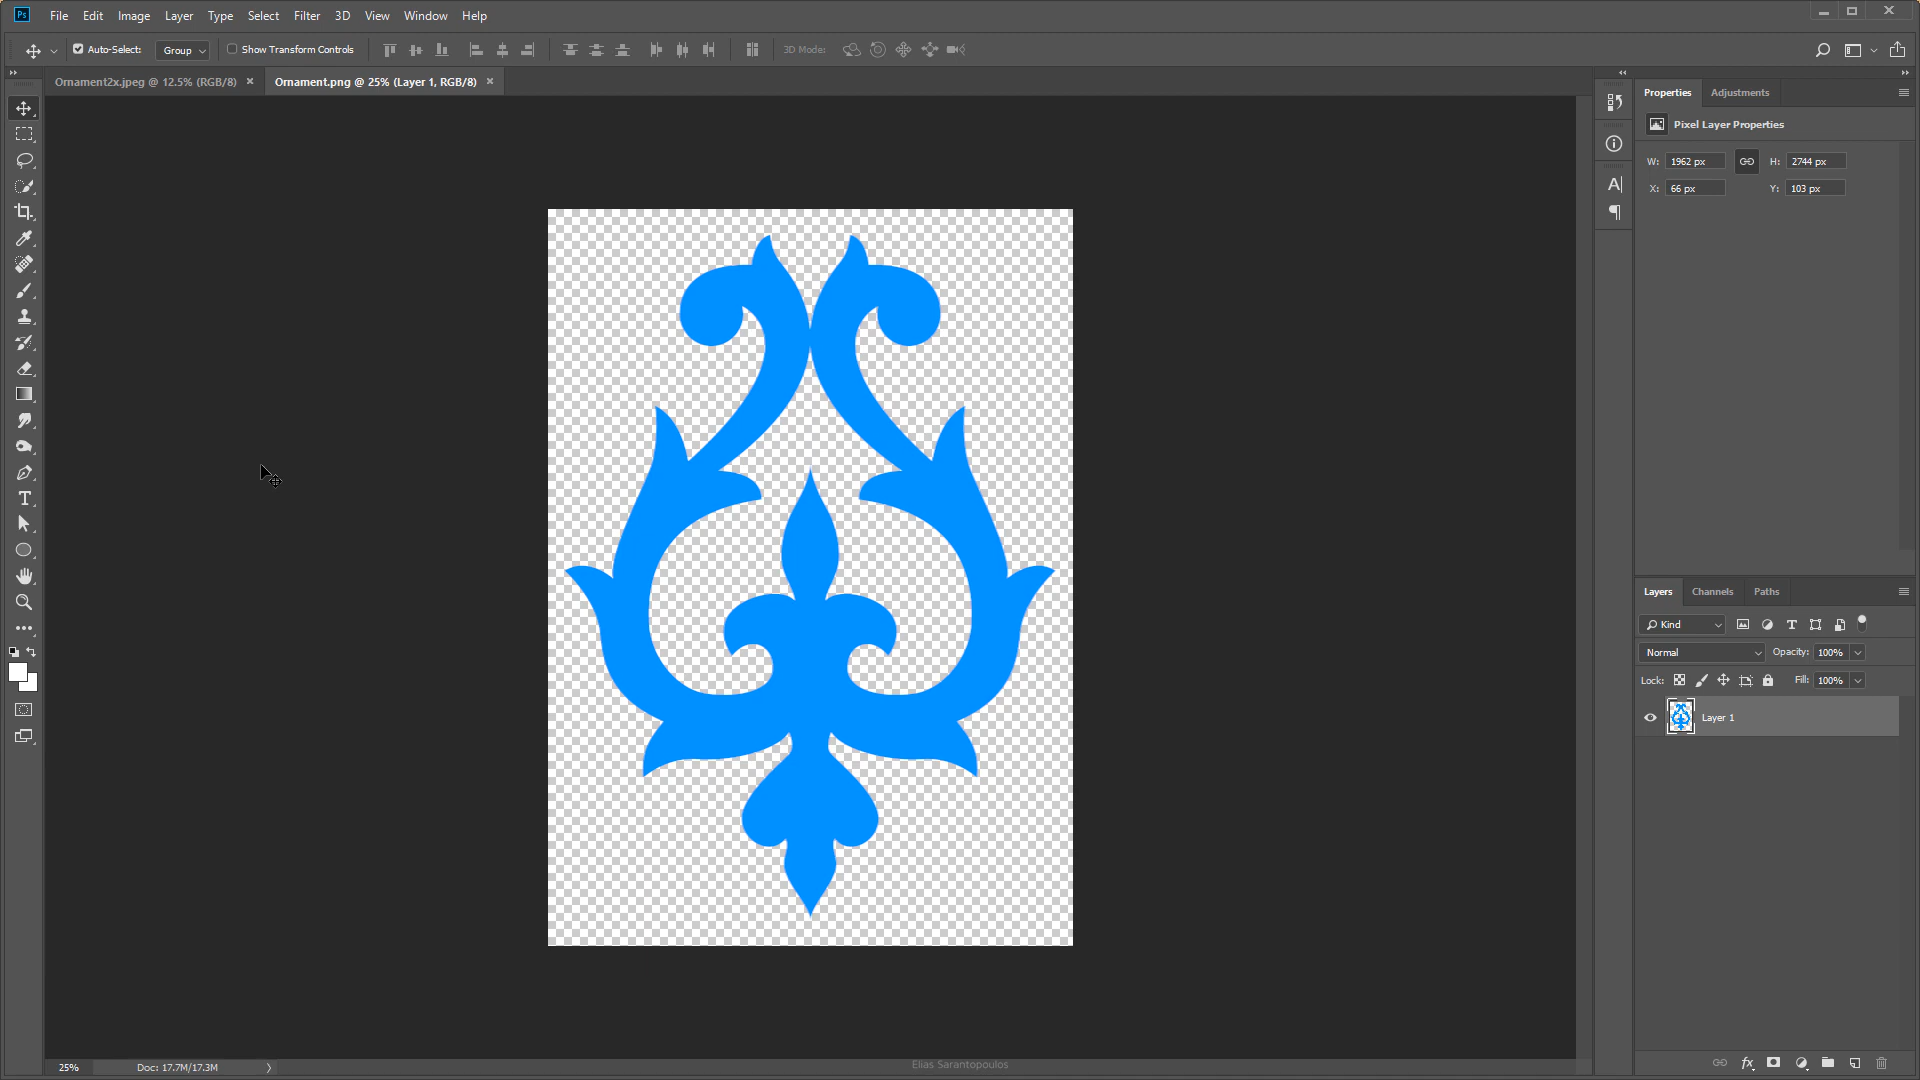 Ps File Edit Image Layer Type Select Filter 3D View Window Help
Auto-Select: Group Show Transform Controls 3D Mode:
Ornament2x.jpeg @ 12.5% (RGB/8) × Ornament.png @ 25% (Layer 1, RGB/8) ×
Properties Adjustments
Pixel Layer Properties
W: 1962 px H: 2744 px
X: 66 px Y: 103 px
Layers Channels Paths
Kind
Normal Opacity: 100%
Lock: Fill: 100%
Layer 1
fx
25% Doc: 17.7M/17.3M
Elias Sarantopoulos